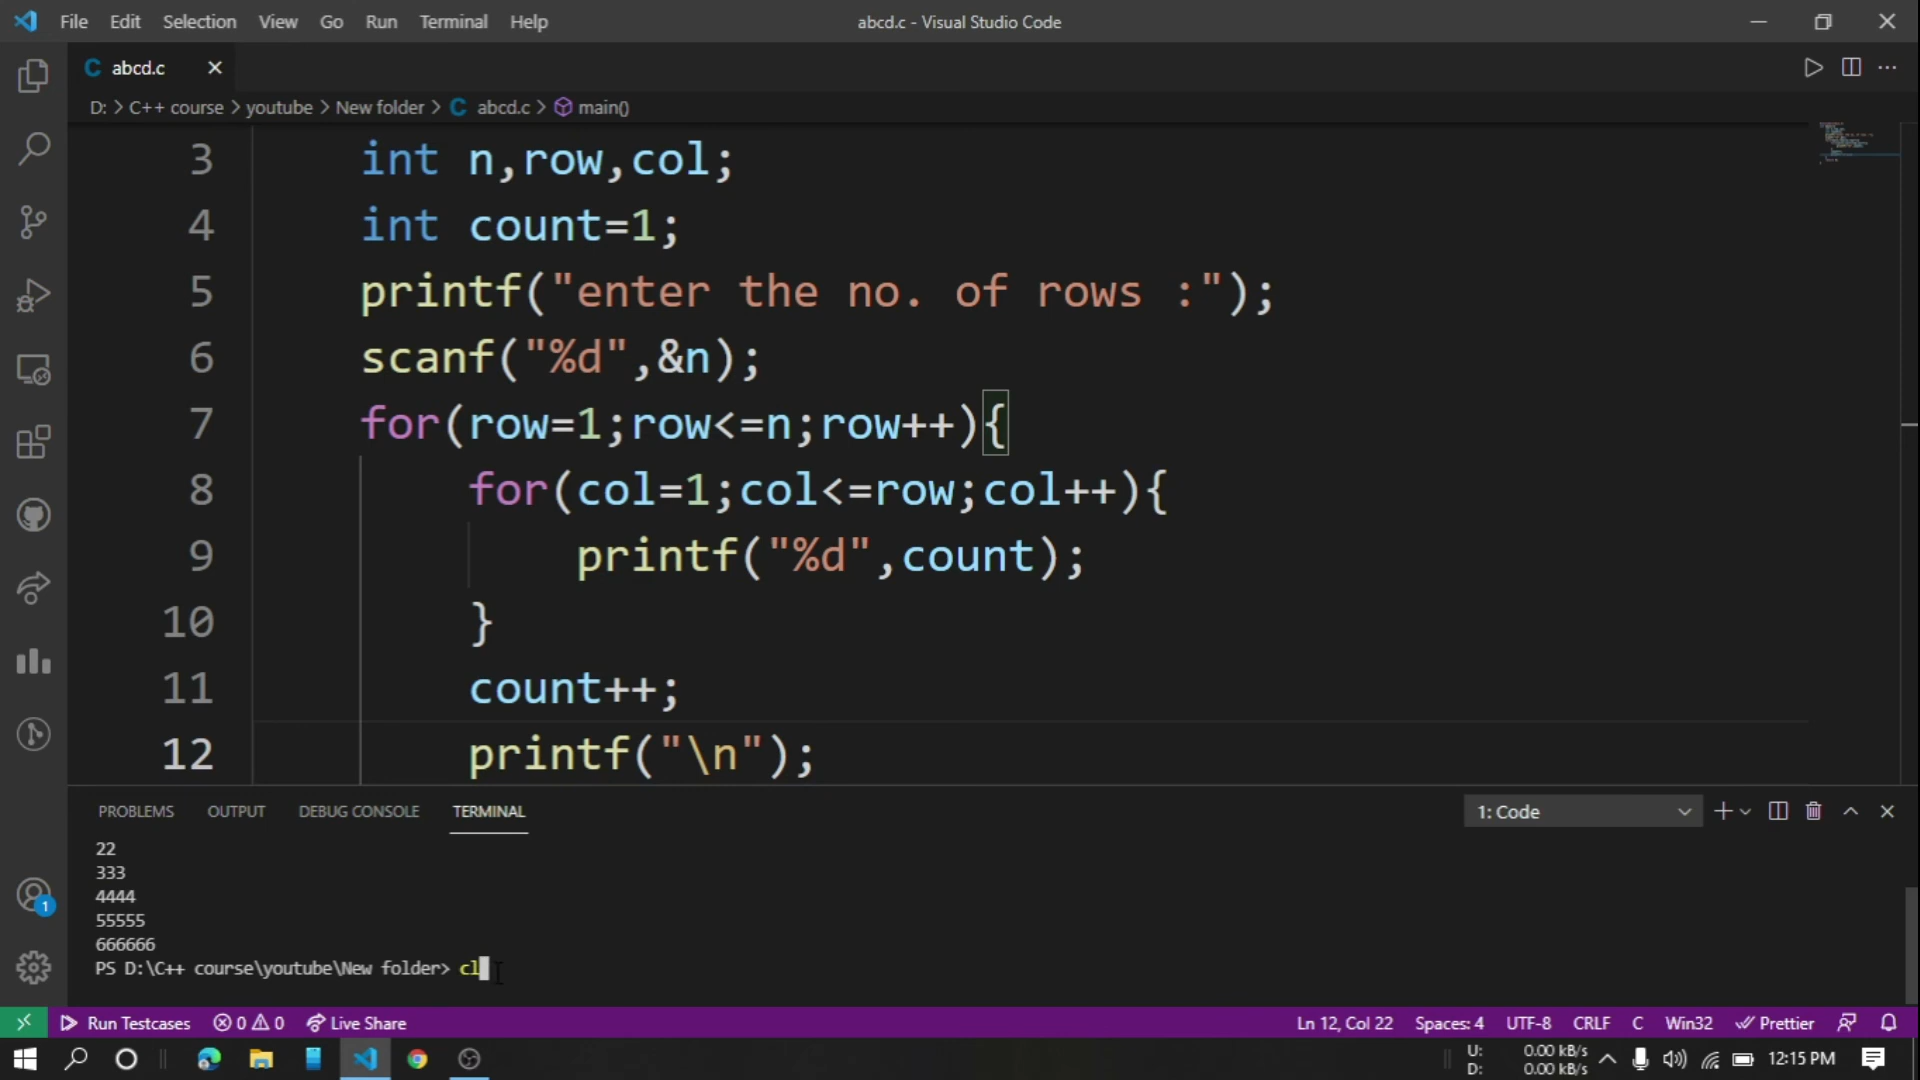 File Edit Selection View Go Run Terminal Help abcd.c - Visual Studio Code
C abcd.c
D: > C++ course > youtube > New folder > C abcd.c > main()
3 int n,row,col;
4 int count=1;
5 printf("enter the no. of rows :");
6 scanf("%d",&n);
7 for(row=1;row<=n;row++){
8 for(col=1;col<=row;col++){
9 printf("%d",count);
10 }
11 count++;
12 printf("\n");
PROBLEMS OUTPUT DEBUG CONSOLE TERMINAL 1: Code
22
333
4444
55555
666666
PS D:\C++ course\youtube\New folder> cl
1
Run Testcases 0 0 Live Share Ln 12, Col 22 Spaces: 4 UTF-8 CRLF C Win32 Prettier
U: 0.00 kB/s
D: 0.00 kB/s
12:15 PM